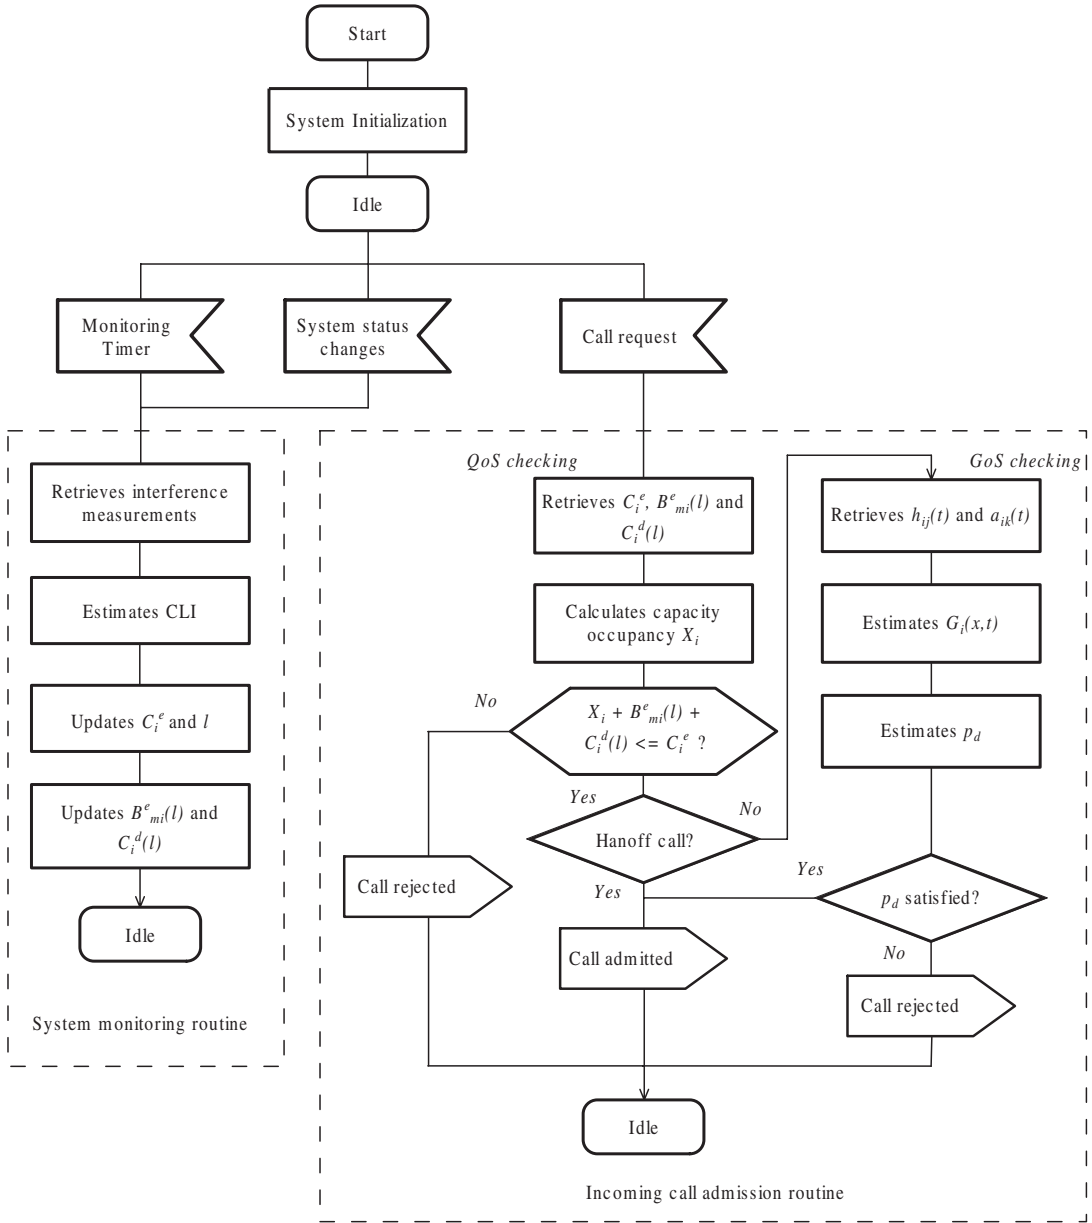 Start
System Initialization
Idle
Monitoring
Timer
System status
changes
Call request
Retrieves interference
measurements
Estimates CLI
Updates C_i^e and l
Updates B^e_mi(l) and
C_i^d(l)
Idle
System monitoring routine
QoS checking
Retrieves C_i^e, B^e_mi(l) and
C_i^d(l)
Calculates capacity
occupancy X_i
No
X_i + B^e_mi(l) +
C_i^d(l) <= C_i^e ?
Yes
No
Hanoff call?
Call rejected
Yes
Call admitted
GoS checking
Retrieves h_ij(t) and a_ik(t)
Estimates G_i(x,t)
Estimates p_d
Yes
p_d satisfied?
No
Call rejected
Idle
Incoming call admission routine